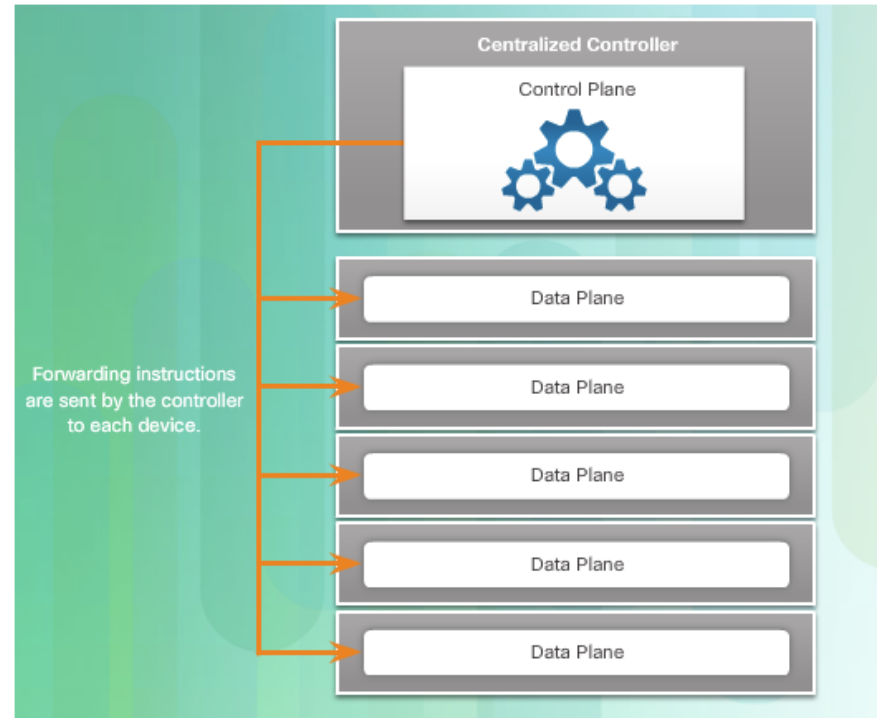 Centralized Controller
Control Plane
Data Plane
Data Plane
Forwarding instructions
are sent by the controller
to each device.
Data Plane
Data Plane
Data Plane